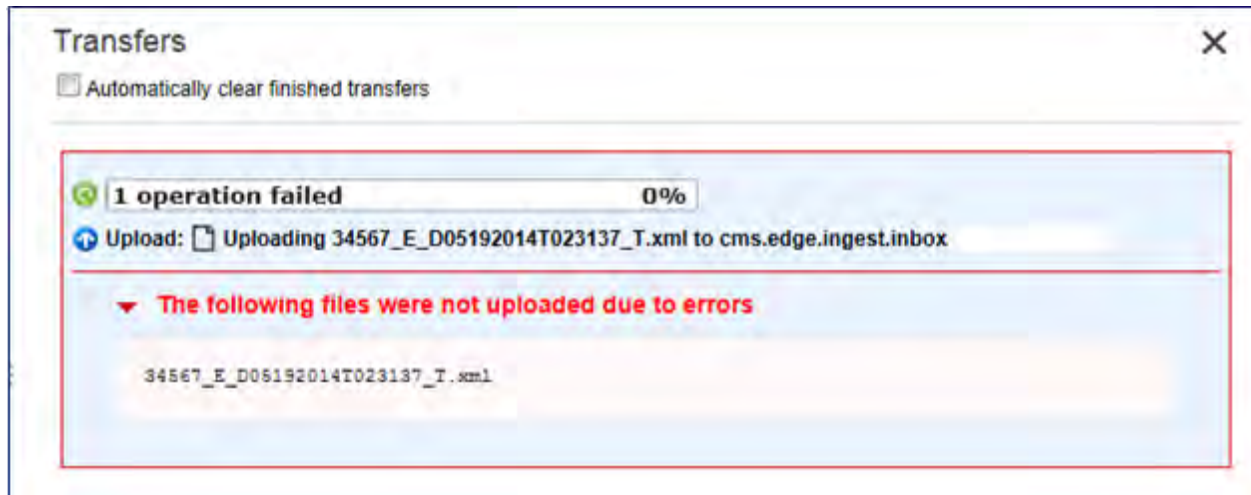 Transfers
Automatically clear finished transfers
1 operation failed 0%
Upload: Uploading 34567_E_D05192014T023137_T.xml to cms.edge.ingest.inbox
The following files were not uploaded due to errors
34567_E_D05192014T023137_T.xml